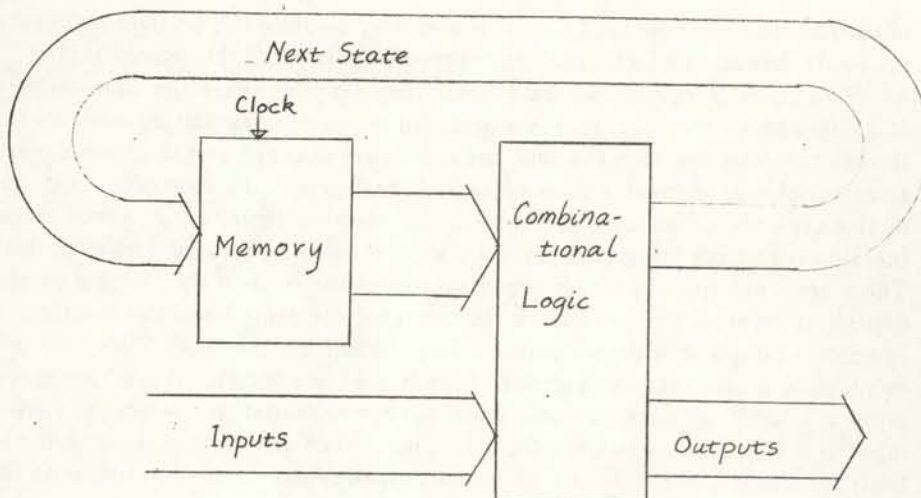 Next State
Clock
Memory
Combina-
tional
Logic
Inputs
Outputs